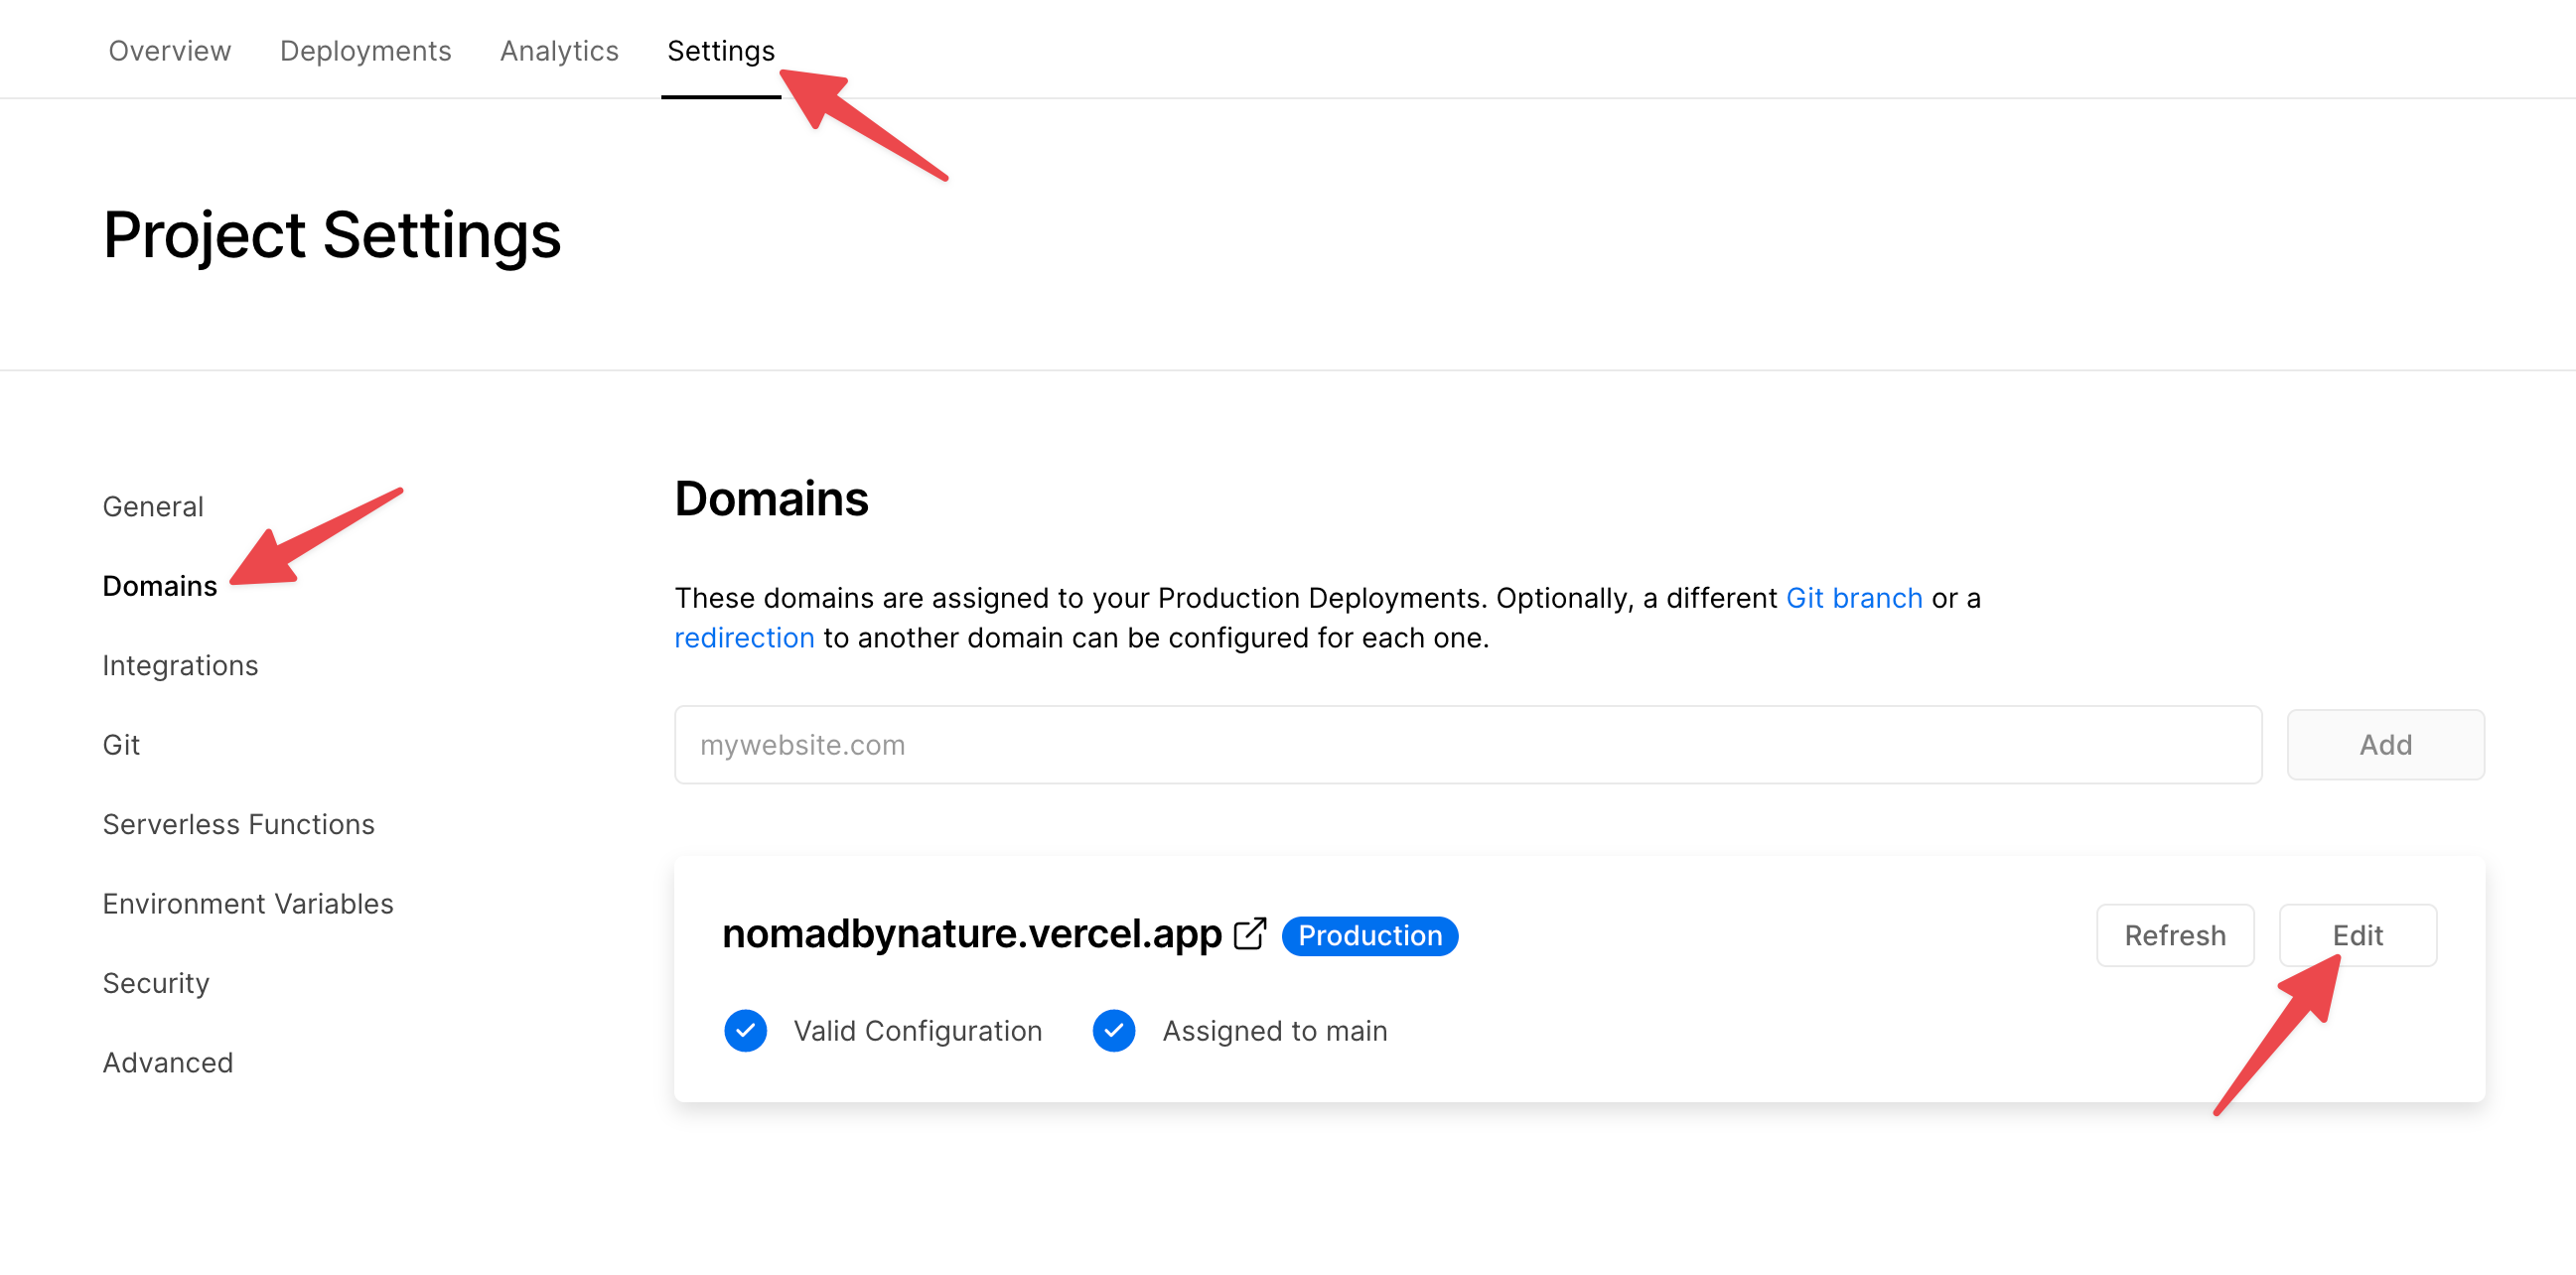 Overview Deployments Analytics Settings
Project Settings
General
Domains
Integrations
Git
Serverless Functions
Environment Variables
Security
Advanced
Domains
These domains are assigned to your Production Deployments. Optionally, a different Git branch or a
redirection to another domain can be configured for each one.
mywebsite.com Add
nomadbynature.vercel.app Production Refresh Edit
Valid Configuration Assigned to main